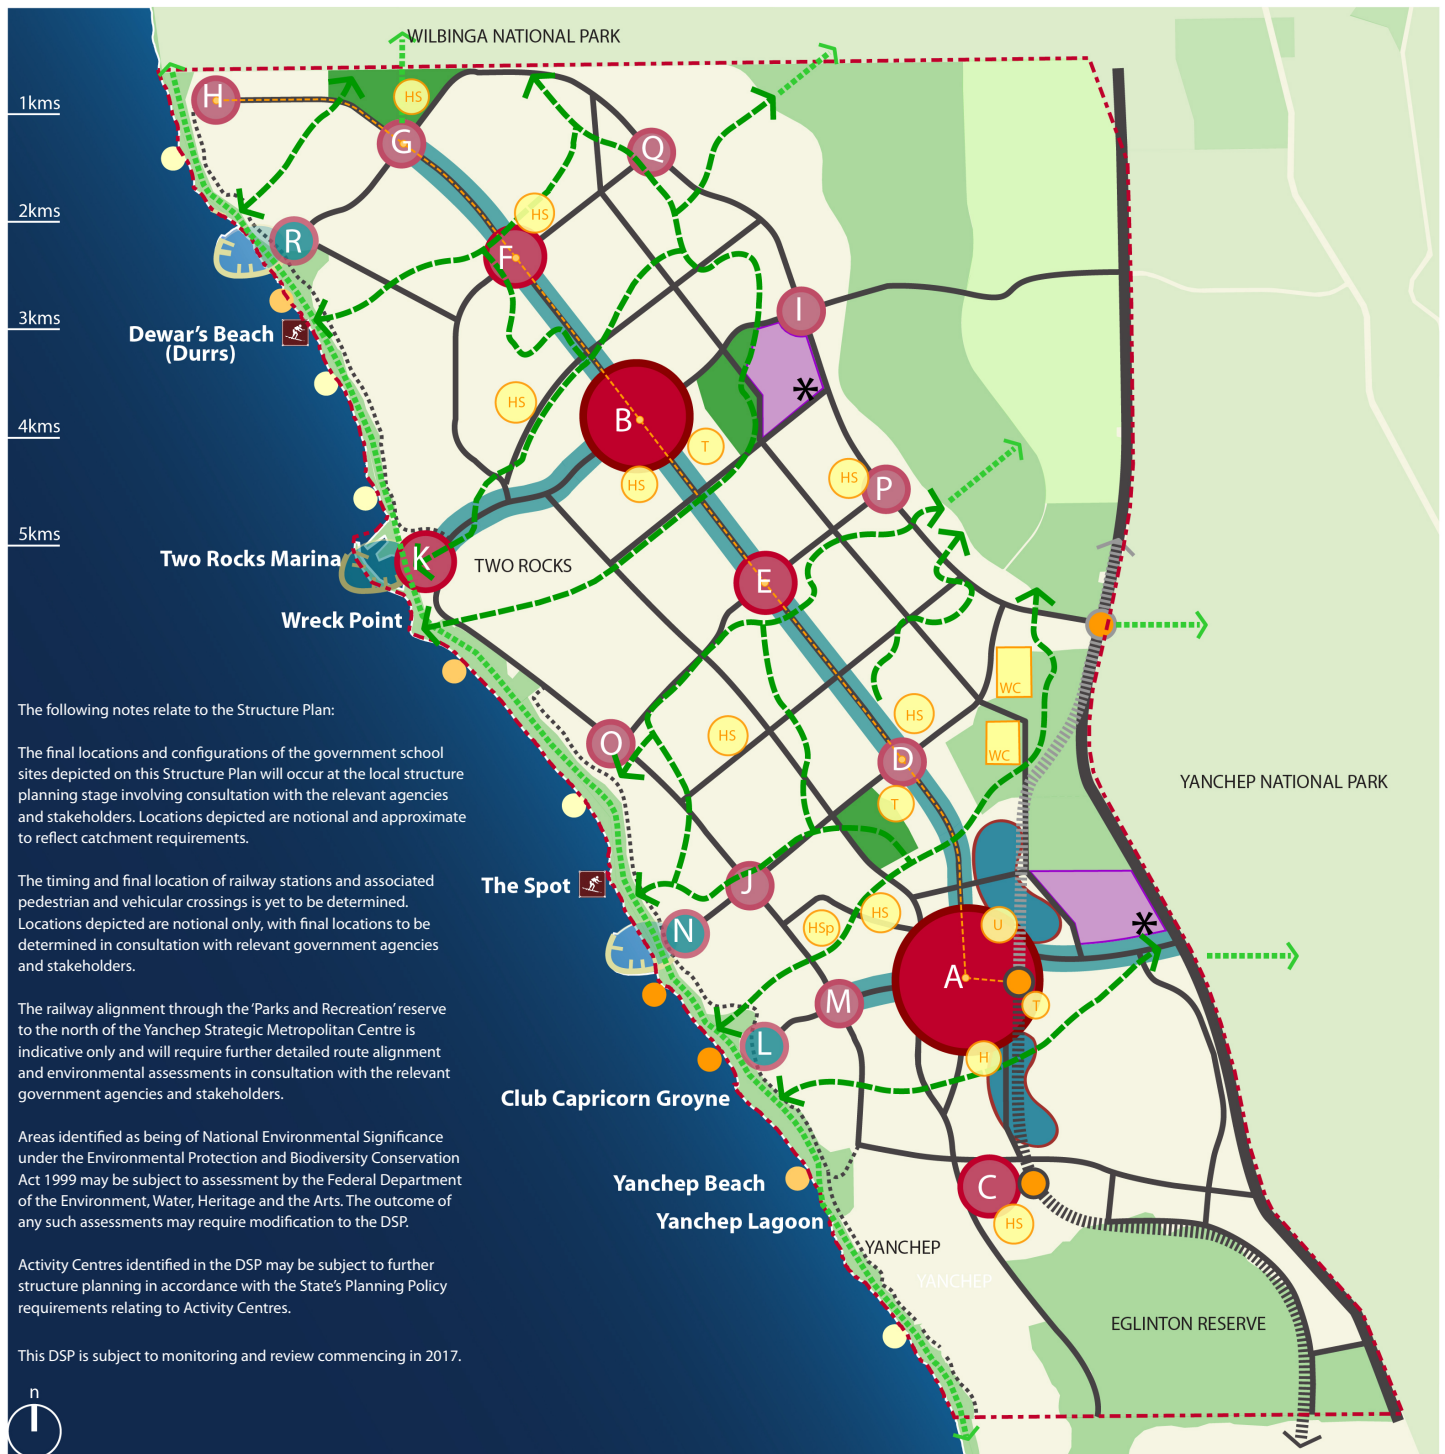 WILBINGA NATIONAL PARK
H
HS
1kms
G
Q
2kms
HS
R
F
I
3kms
Dewar's Beach
(Durrs)
*
HS
B
4kms
T
HS
HS
P
5kms
Two Rocks Marina
K
TWO ROCKS
E
Wreck Point
WC
The following notes relate to the Structure Plan:
HS
HS
O
WC
The final locations and configurations of the government school
sites depicted on this Structure Plan will occur at the local structure
planning stage involving consultation with the relevant agencies
and stakeholders. Locations depicted are notional and approximate
to reflect catchment requirements.
D
YANCHEP NATIONAL PARK
T
The timing and final location of railway stations and associated
pedestrian and vehicular crossings is yet to be determined.
Locations depicted are notional only, with final locations to be
determined in consultation with relevant government agencies
and stakeholders.
The Spot
J
HS
HSp
U
*
N
A
The railway alignment through the 'Parks and Recreation' reserve
to the north of the Yanchep Strategic Metropolitan Centre is
indicative only and will require further detailed route alignment
and environmental assessments in consultation with the relevant
government agencies and stakeholders.
M
T
L
H
Club Capricorn Groyne
Areas identified as being of National Environmental Significance
under the Environmental Protection and Biodiversity Conservation
Act 1999 may be subject to assessment by the Federal Department
of the Environment, Water, Heritage and the Arts. The outcome of
any such assessments may require modification to the DSP.
Yanchep Beach
C
Yanchep Lagoon
HS
YANCHEP
YANCHEP
Activity Centres identified in the DSP may be subject to further
structure planning in accordance with the State's Planning Policy
requirements relating to Activity Centres.
EGLINTON RESERVE
This DSP is subject to monitoring and review commencing in 2017.
n